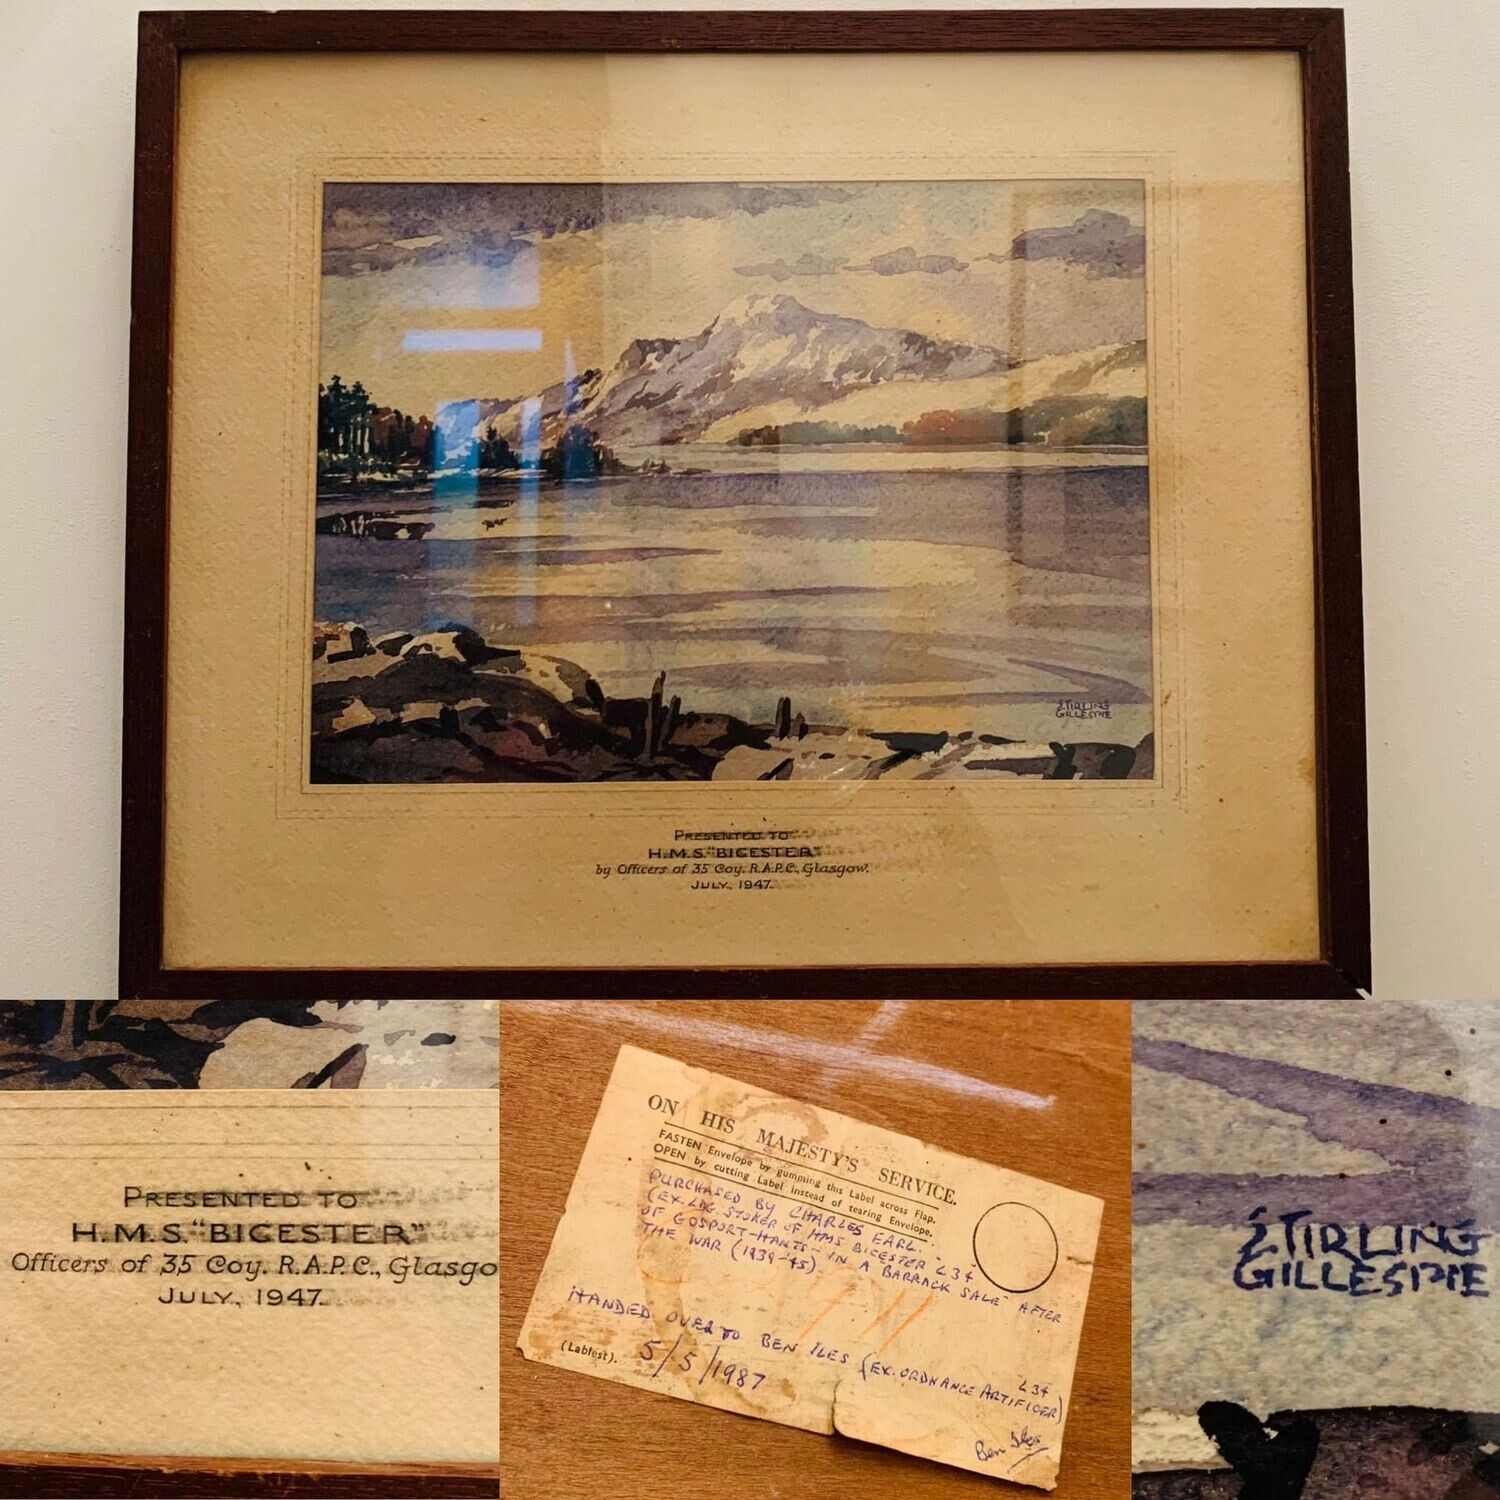 STIRLING
GILLESPIE
PRESENTED TO
H.M.S. "BICESTER"
by Officers of 35 Coy. R.A.P.C., Glasgow.
JULY, 1947.
PRESENTED TO
H.M.S. "BICESTER"
Officers of 35 Coy. R.A.P.C., Glasgo
JULY, 1947.
ON HIS MAJESTY'S SERVICE.
FASTEN Envelope by gumming this Label across Flap.
OPEN by cutting Label instead of tearing Envelope.
PURCHASED BY CHARLES EARL.
(EX. LDG. STOKER OF HMS BICESTER L34
OF GOSPORT-HANTS- IN A BARRACK SALE AFTER
THE WAR (1939-45)
HANDED OVER TO BEN ILES (EX. ORDNANCE ARTIFICER)
L34
(Lab1est). 5/5/1987
Ben Iles
STIRLING
GILLESPIE